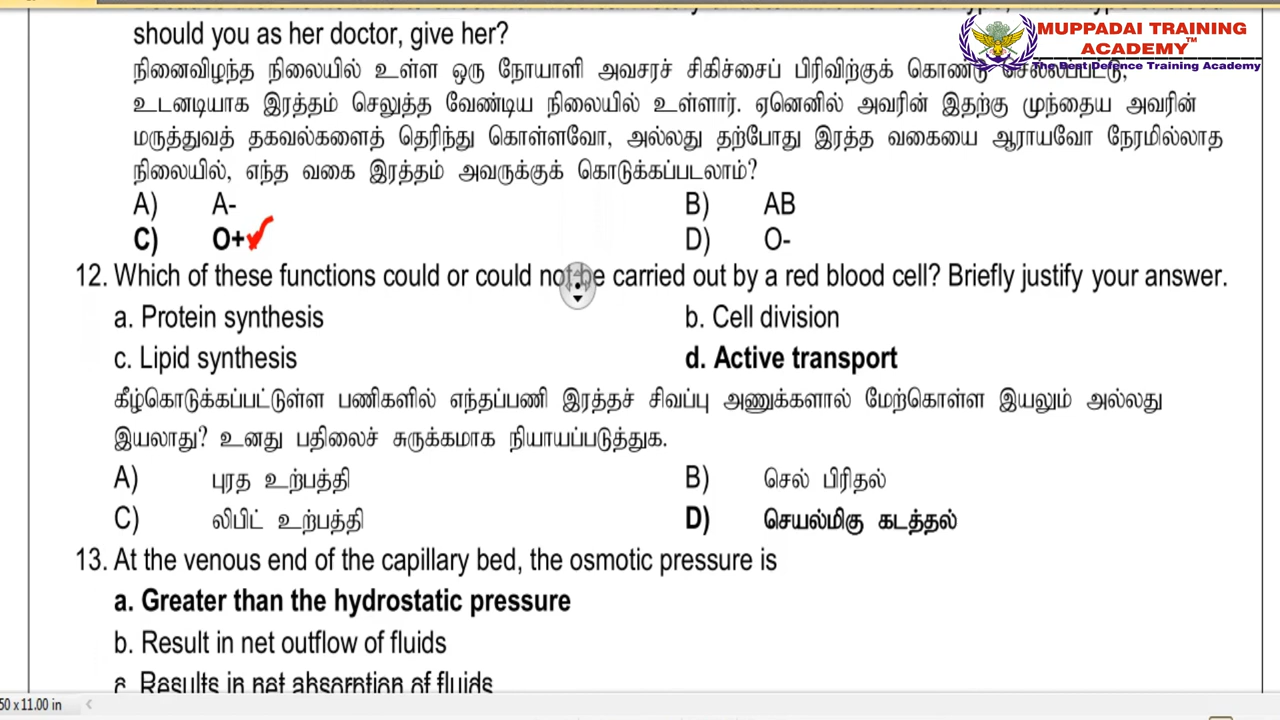 MUPPADAI TRAINING
ACADEMY™
The Best Defence Training Academy
should you as her doctor, give her?
நினைவிழந்த நிலையில் உள்ள ஒரு நோயாளி அவசரச் சிகிச்சைப் பிரிவிற்குக் கொண்டு செல்லப்பட்டு,
உடனடியாக இரத்தம் செலுத்த வேண்டிய நிலையில் உள்ளார். ஏனெனில் அவரின் இதற்கு முந்தைய அவரின்
மருத்துவத் தகவல்களைத் தெரிந்து கொள்ளவோ, அல்லது தற்போது இரத்த வகையை ஆராயவோ நேரமில்லாத
நிலையில், எந்த வகை இரத்தம் அவருக்குக் கொடுக்கப்படலாம்?
A) A- B) AB
C) O+ D) O-
12. Which of these functions could or could not be carried out by a red blood cell? Briefly justify your answer.
a. Protein synthesis b. Cell division
c. Lipid synthesis d. Active transport
கீழ்கொடுக்கப்பட்டுள்ள பணிகளில் எந்தப்பணி இரத்தச் சிவப்பு அணுக்களால் மேற்கொள்ள இயலும் அல்லது
இயலாது? உனது பதிலைச் சுருக்கமாக நியாயப்படுத்துக.
A) புரத உற்பத்தி B) செல் பிரிதல்
C) லிபிட் உற்பத்தி D) செயல்மிகு கடத்தல்
13. At the venous end of the capillary bed, the osmotic pressure is
a. Greater than the hydrostatic pressure
b. Result in net outflow of fluids
c. Results in net absorption of fluids
50 x 11.00 in